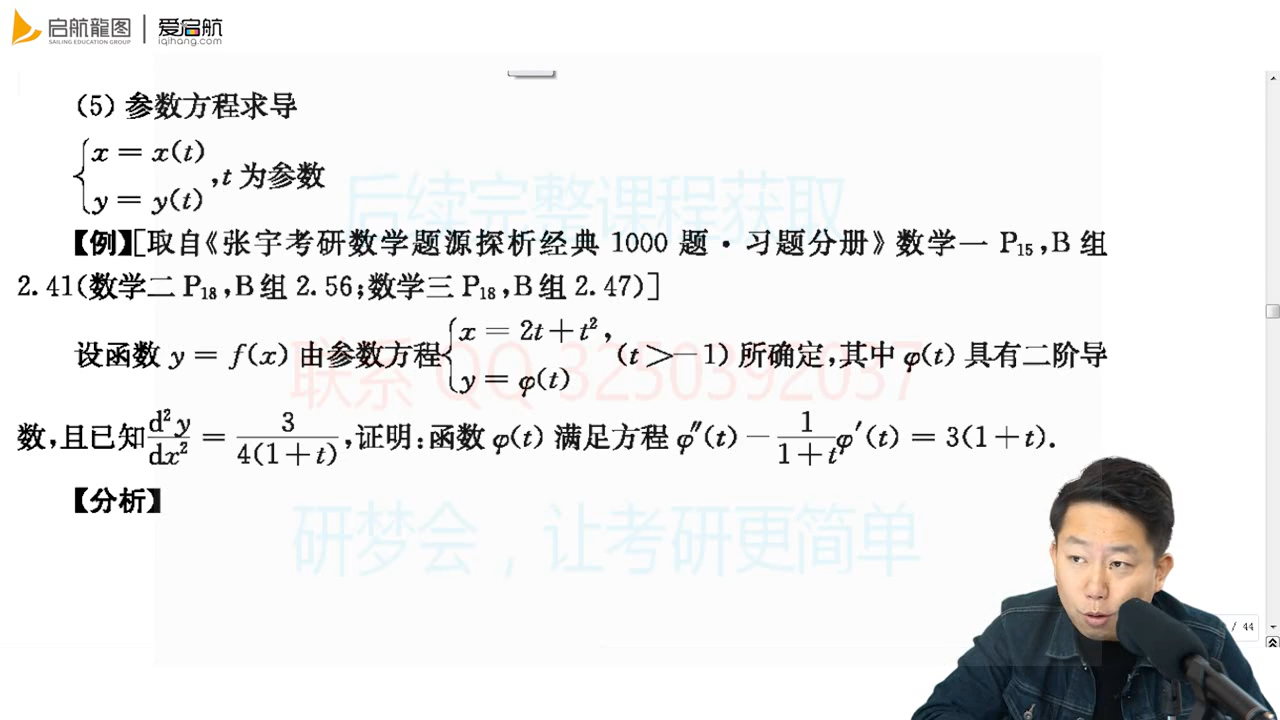 启航龍图 爱启航
SAILING EDUCATION GROUP iqihang.com
(5) 参数方程求导
{x = x(t)
y = y(t) ,t 为参数
后续完整课程获取
【例】[取自《张宇考研数学题源探析经典 1000 题·习题分册》数学一 P₁₅,B 组
2.41(数学二 P₁₈,B 组 2.56;数学三 P₁₈,B 组 2.47)]
设函数 y = f(x) 由参数方程{x = 2t+t², y = φ(t) (t>-1) 所确定,其中 φ(t) 具有二阶导
联系 QQ 3250392037
数,且已知 d²y/dx² = 3/4(1+t) ,证明:函数 φ(t) 满足方程 φ″(t) - 1/1+t φ′(t) = 3(1+t).
【分析】
研梦会，让考研更简单
/ 44